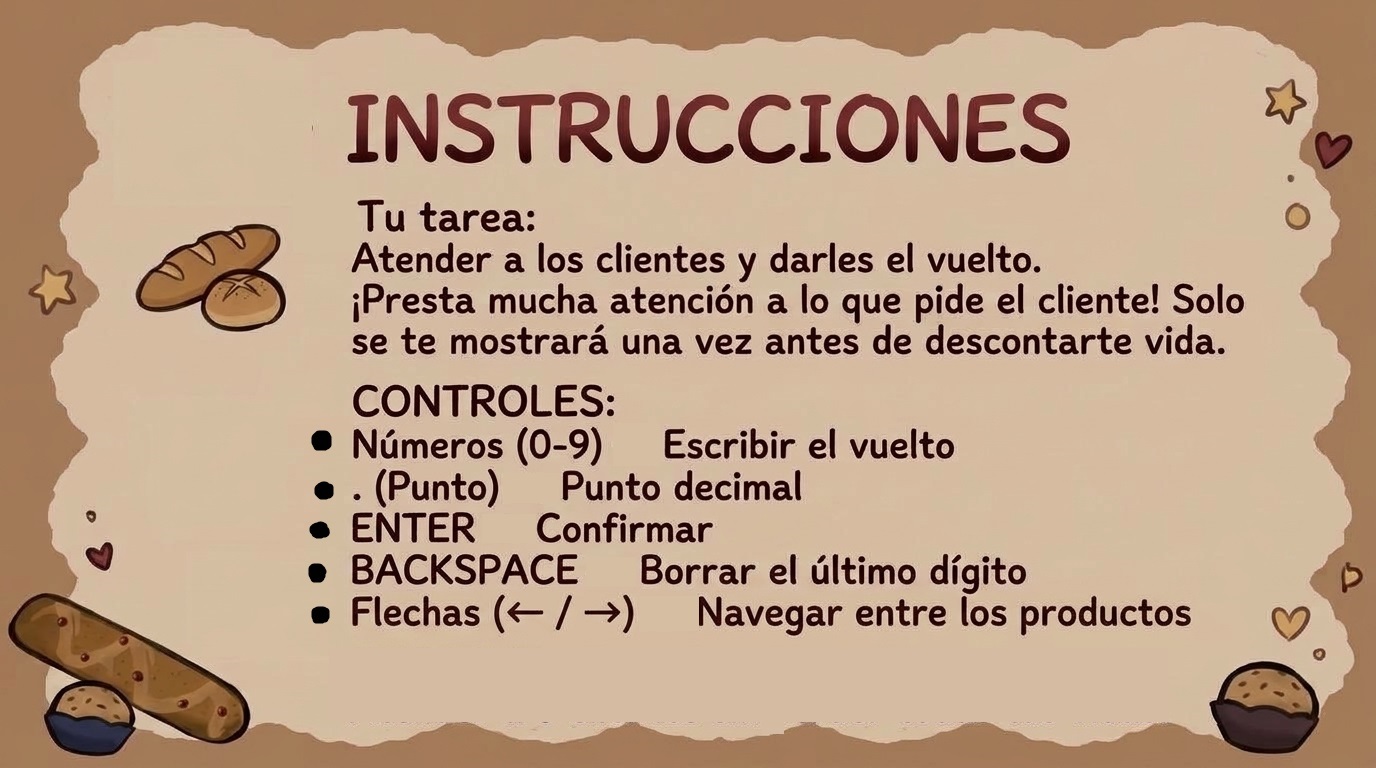 INSTRUCCIONES
Tu tarea:
Atender a los clientes y darles el vuelto.
¡Presta mucha atención a lo que pide el cliente! Solo
se te mostrará una vez antes de descontarte vida.
CONTROLES:
• Números (0-9) Escribir el vuelto
• . (Punto) Punto decimal
• ENTER Confirmar
• BACKSPACE Borrar el último dígito
• Flechas (← / →) Navegar entre los productos